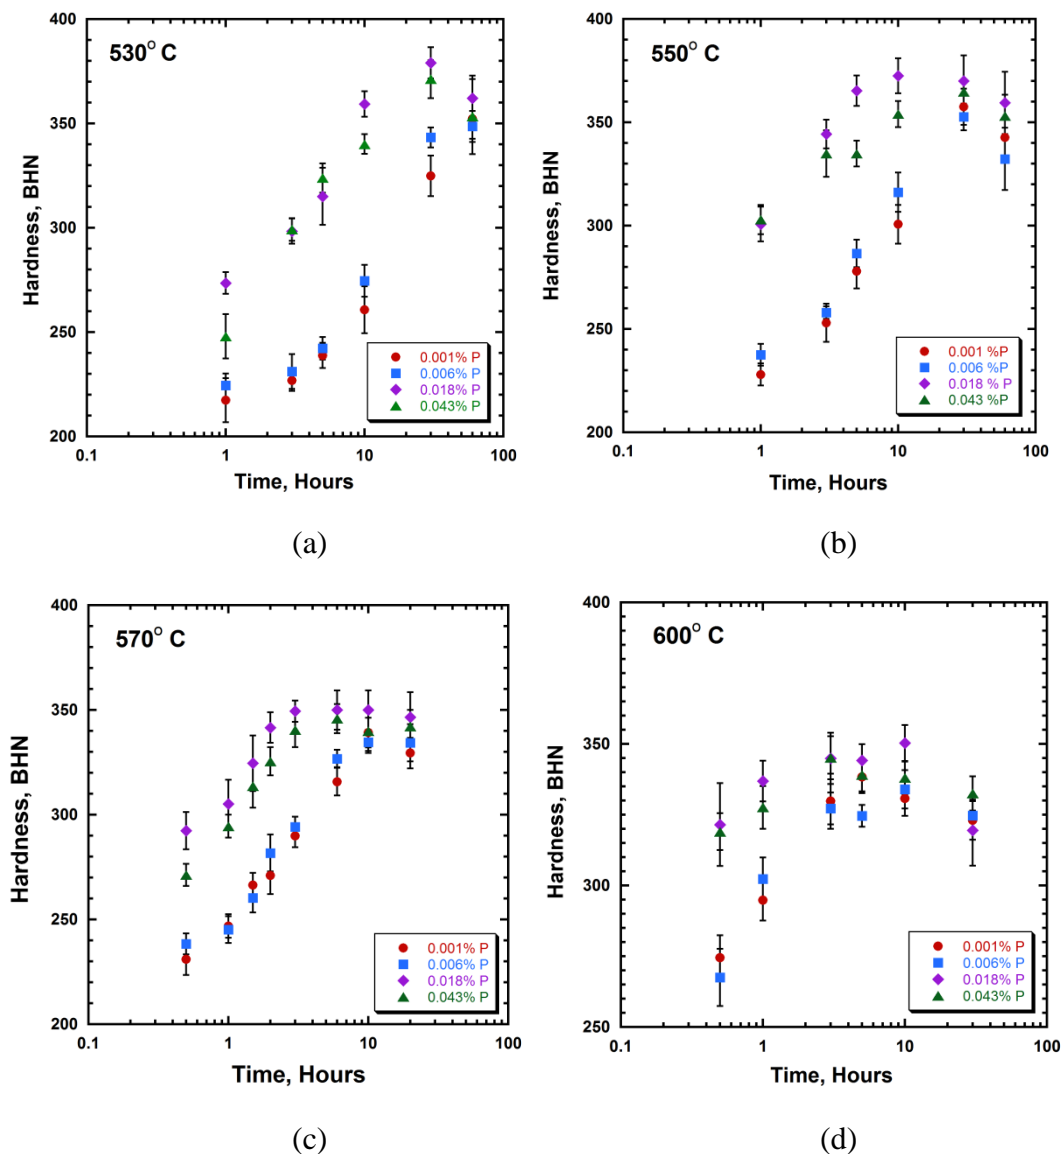 530° C
Hardness, BHN
400
350
300
250
200
0.001% P
0.006% P
0.018% P
0.043% P
0.1
1
10
100
Time, Hours
(a)
550° C
Hardness, BHN
400
350
300
250
200
0.001 %P
0.006 %P
0.018 % P
0.043 %P
0.1
1
10
100
Time, Hours
(b)
570° C
Hardness, BHN
400
350
300
250
200
0.001% P
0.006% P
0.018% P
0.043% P
0.1
1
10
100
Time, Hours
(c)
600° C
Hardness, BHN
400
350
300
250
0.001% P
0.006% P
0.018% P
0.043% P
0.1
1
10
100
Time, Hours
(d)